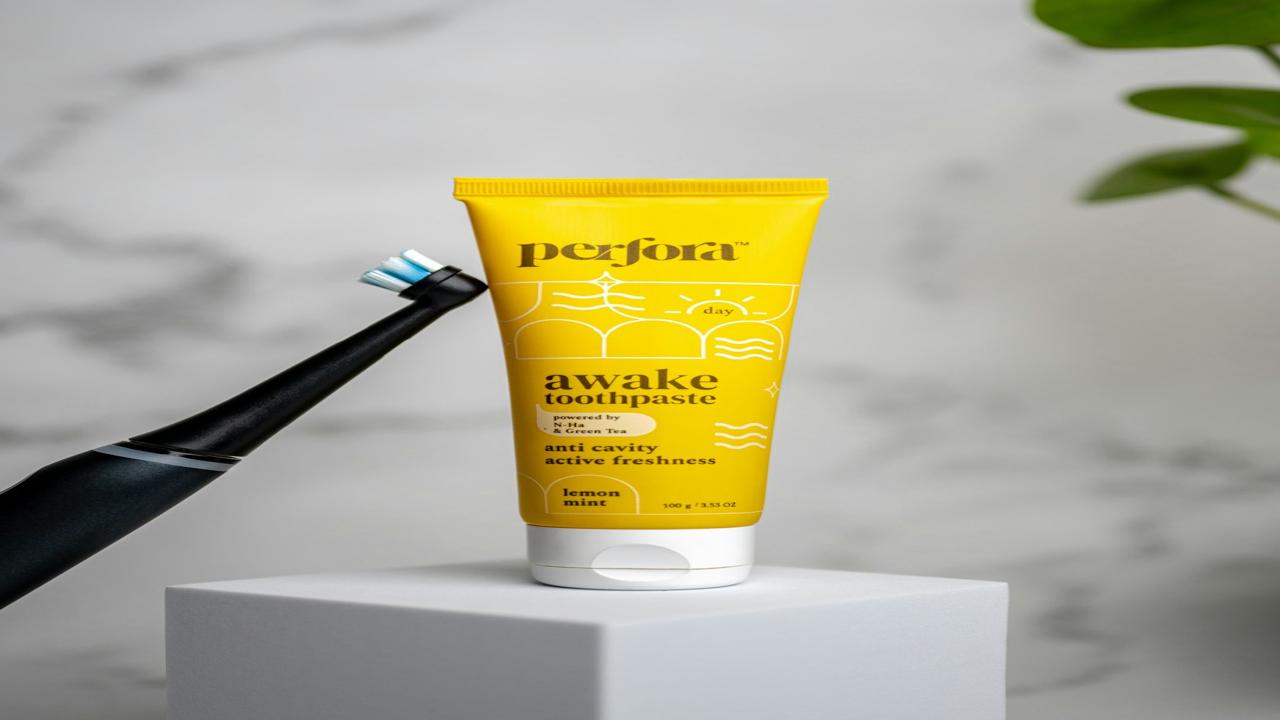 perfora™
day
awake
toothpaste
powered by
N-Ha
& Green Tea
anti cavity
active freshness
lemon
mint
100 g / 3.53 OZ